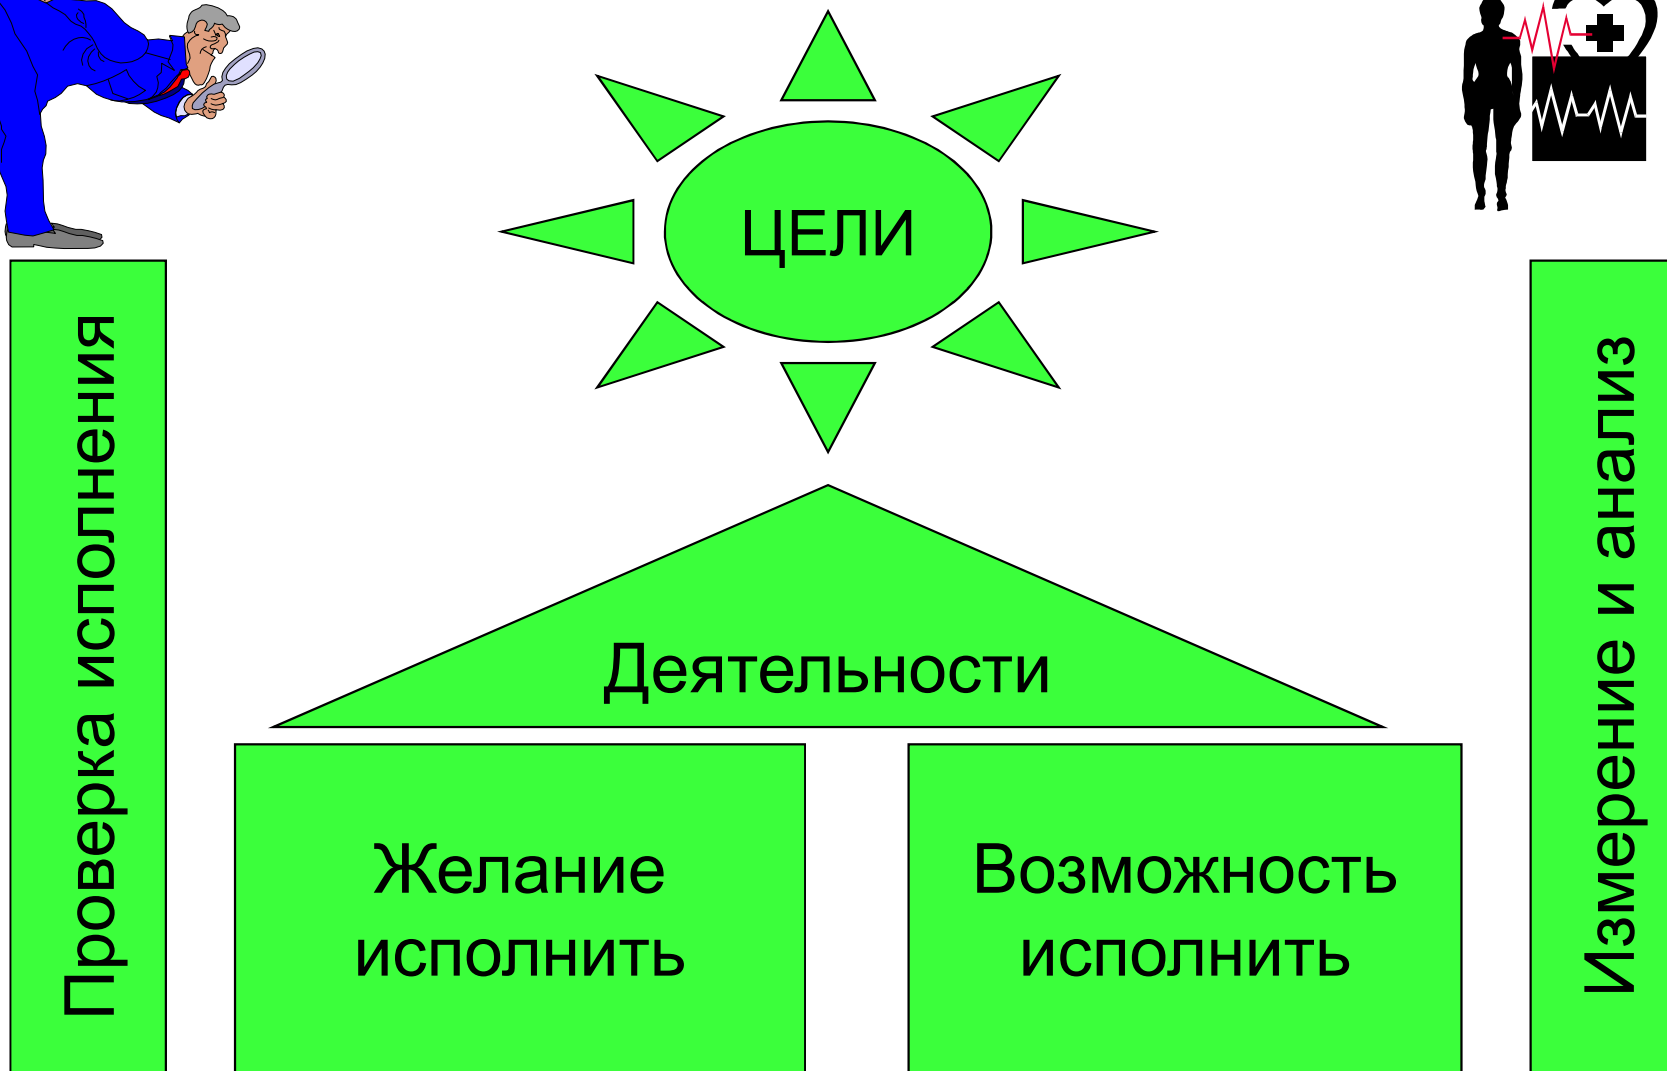 ЦЕЛИ
Проверка исполнения
Измерение и анализ
Деятельности
Желание
исполнить
Возможность
исполнить